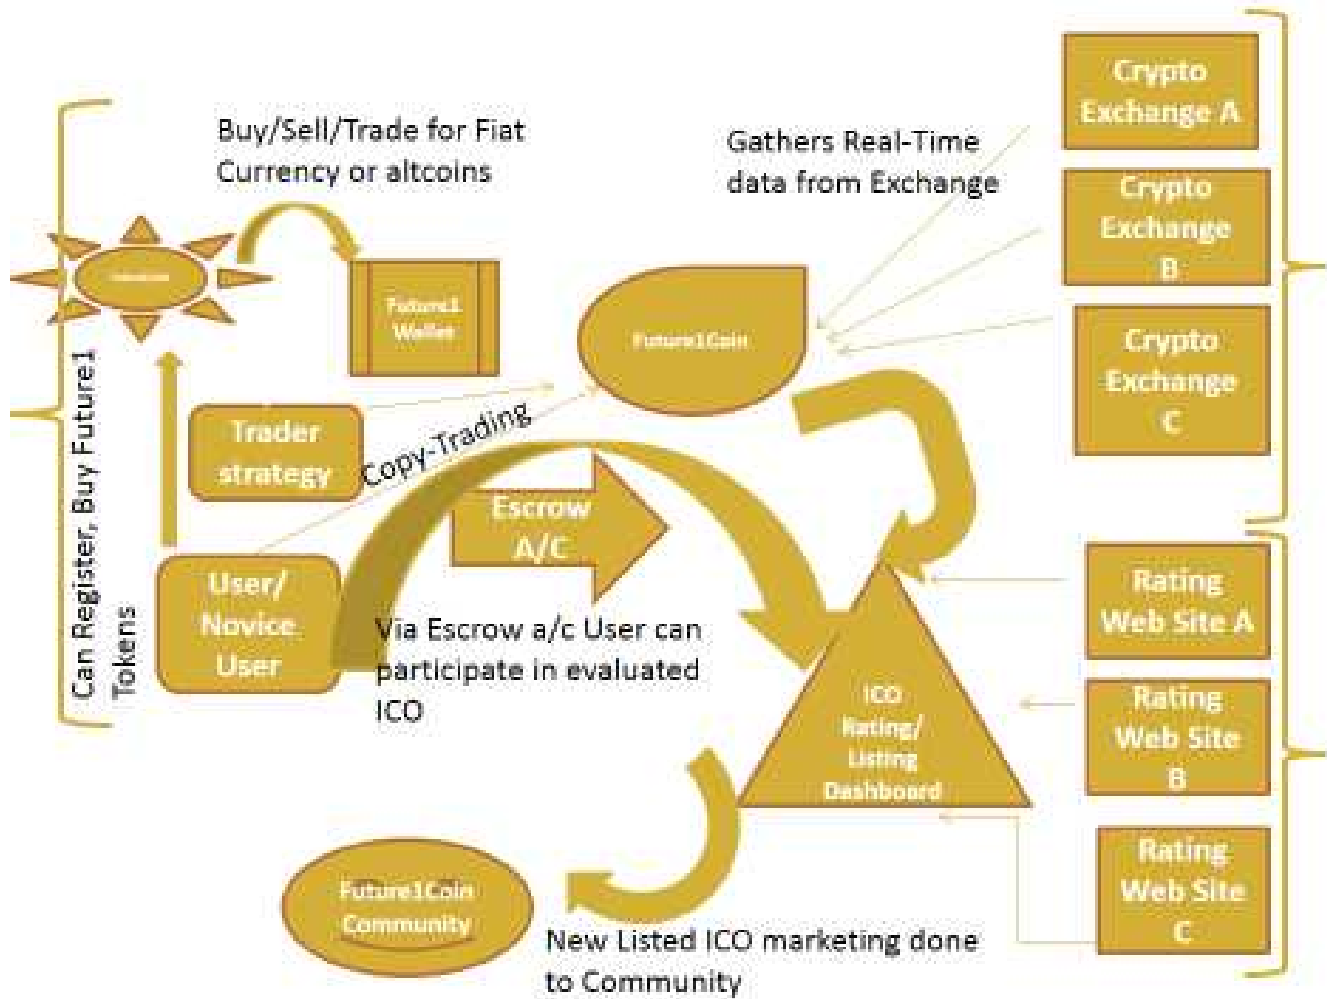 Crypto
Exchange A
Buy/Sell/Trade for Fiat
Currency or altcoins
Gathers Real-Time
data from Exchange
Crypto
Exchange
B
Future1
Wallet
Future1Coin
Crypto
Exchange
C
Can Register, Buy Future1
Tokens
Trader
strategy
Copy-Trading
Escrow
A/C
User/
Novice
User
Via Escrow a/c User can
participate in evaluated
ICO
Rating
Web Site A
ICO
Rating/
Listing
Dashboard
Rating
Web Site
B
Rating
Web Site
C
Future1Coin
Community
New Listed ICO marketing done
to Community